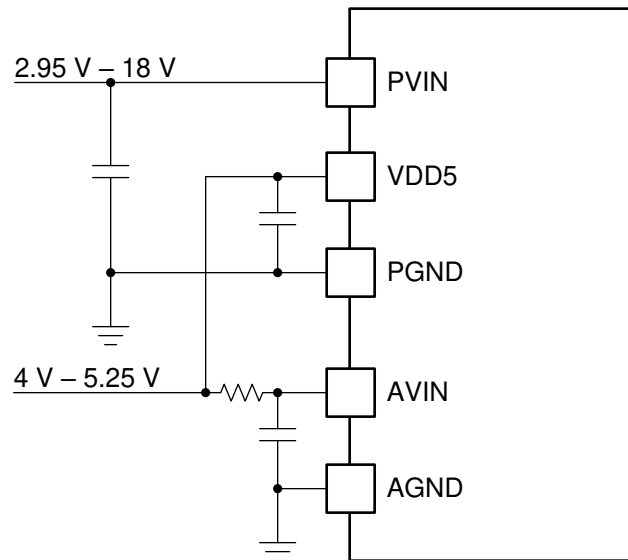 2.95 V – 18 V
PVIN
VDD5
PGND
4 V – 5.25 V
AVIN
AGND